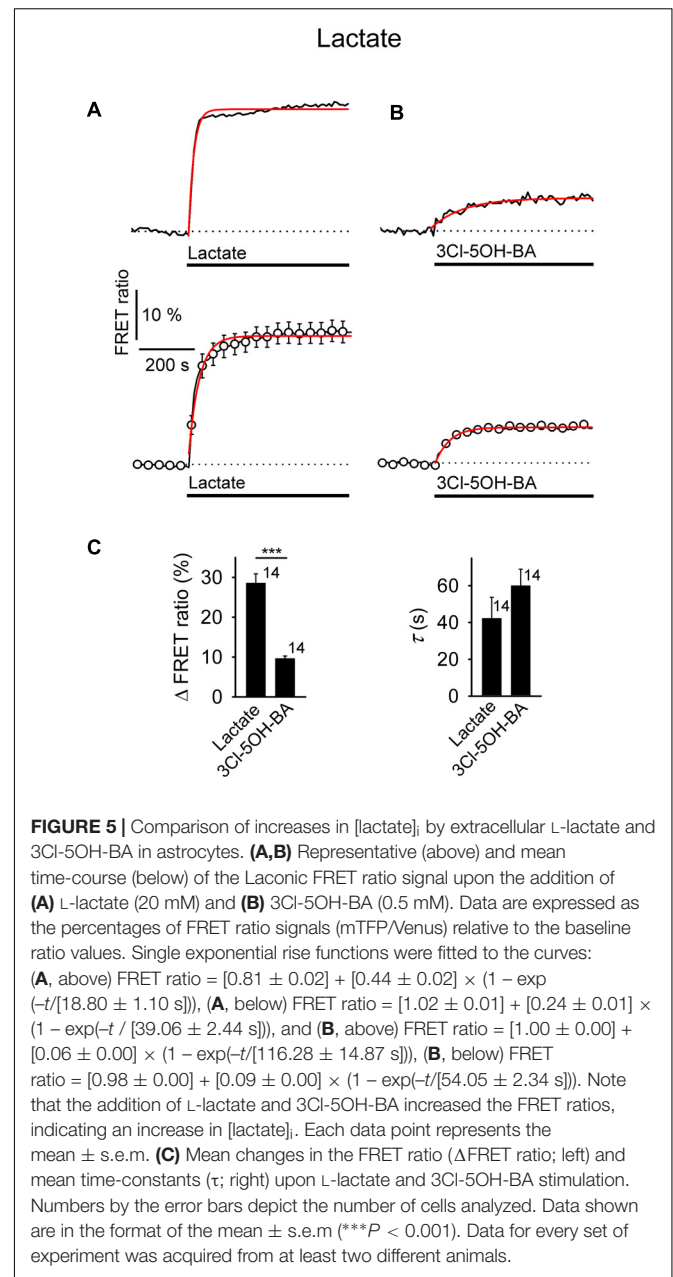 Lactate
A
B
Lactate
3Cl-5OH-BA
FRET ratio
10 %
200 s
Lactate
3Cl-5OH-BA
C
Δ FRET ratio (%)
30
20
10
0
***
14
14
Lactate
3Cl-5OH-BA
τ (s)
60
40
20
0
14
14
Lactate
3Cl-5OH-BA
FIGURE 5 | Comparison of increases in [lactate]i by extracellular L-lactate and
3Cl-5OH-BA in astrocytes. (A,B) Representative (above) and mean
time-course (below) of the Laconic FRET ratio signal upon the addition of
(A) L-lactate (20 mM) and (B) 3Cl-5OH-BA (0.5 mM). Data are expressed as
the percentages of FRET ratio signals (mTFP/Venus) relative to the baseline
ratio values. Single exponential rise functions were fitted to the curves:
(A, above) FRET ratio = [0.81 ± 0.02] + [0.44 ± 0.02] × (1 – exp
(–t/[18.80 ± 1.10 s])), (A, below) FRET ratio = [1.02 ± 0.01] + [0.24 ± 0.01] ×
(1 – exp(–t / [39.06 ± 2.44 s])), and (B, above) FRET ratio = [1.00 ± 0.00] +
[0.06 ± 0.00] × (1 – exp(–t/[116.28 ± 14.87 s])), (B, below) FRET
ratio = [0.98 ± 0.00] + [0.09 ± 0.00] × (1 – exp(–t/[54.05 ± 2.34 s])). Note
that the addition of L-lactate and 3Cl-5OH-BA increased the FRET ratios,
indicating an increase in [lactate]i. Each data point represents the
mean ± s.e.m. (C) Mean changes in the FRET ratio (ΔFRET ratio; left) and
mean time-constants (τ; right) upon L-lactate and 3Cl-5OH-BA stimulation.
Numbers by the error bars depict the number of cells analyzed. Data shown
are in the format of the mean ± s.e.m (***P < 0.001). Data for every set of
experiment was acquired from at least two different animals.